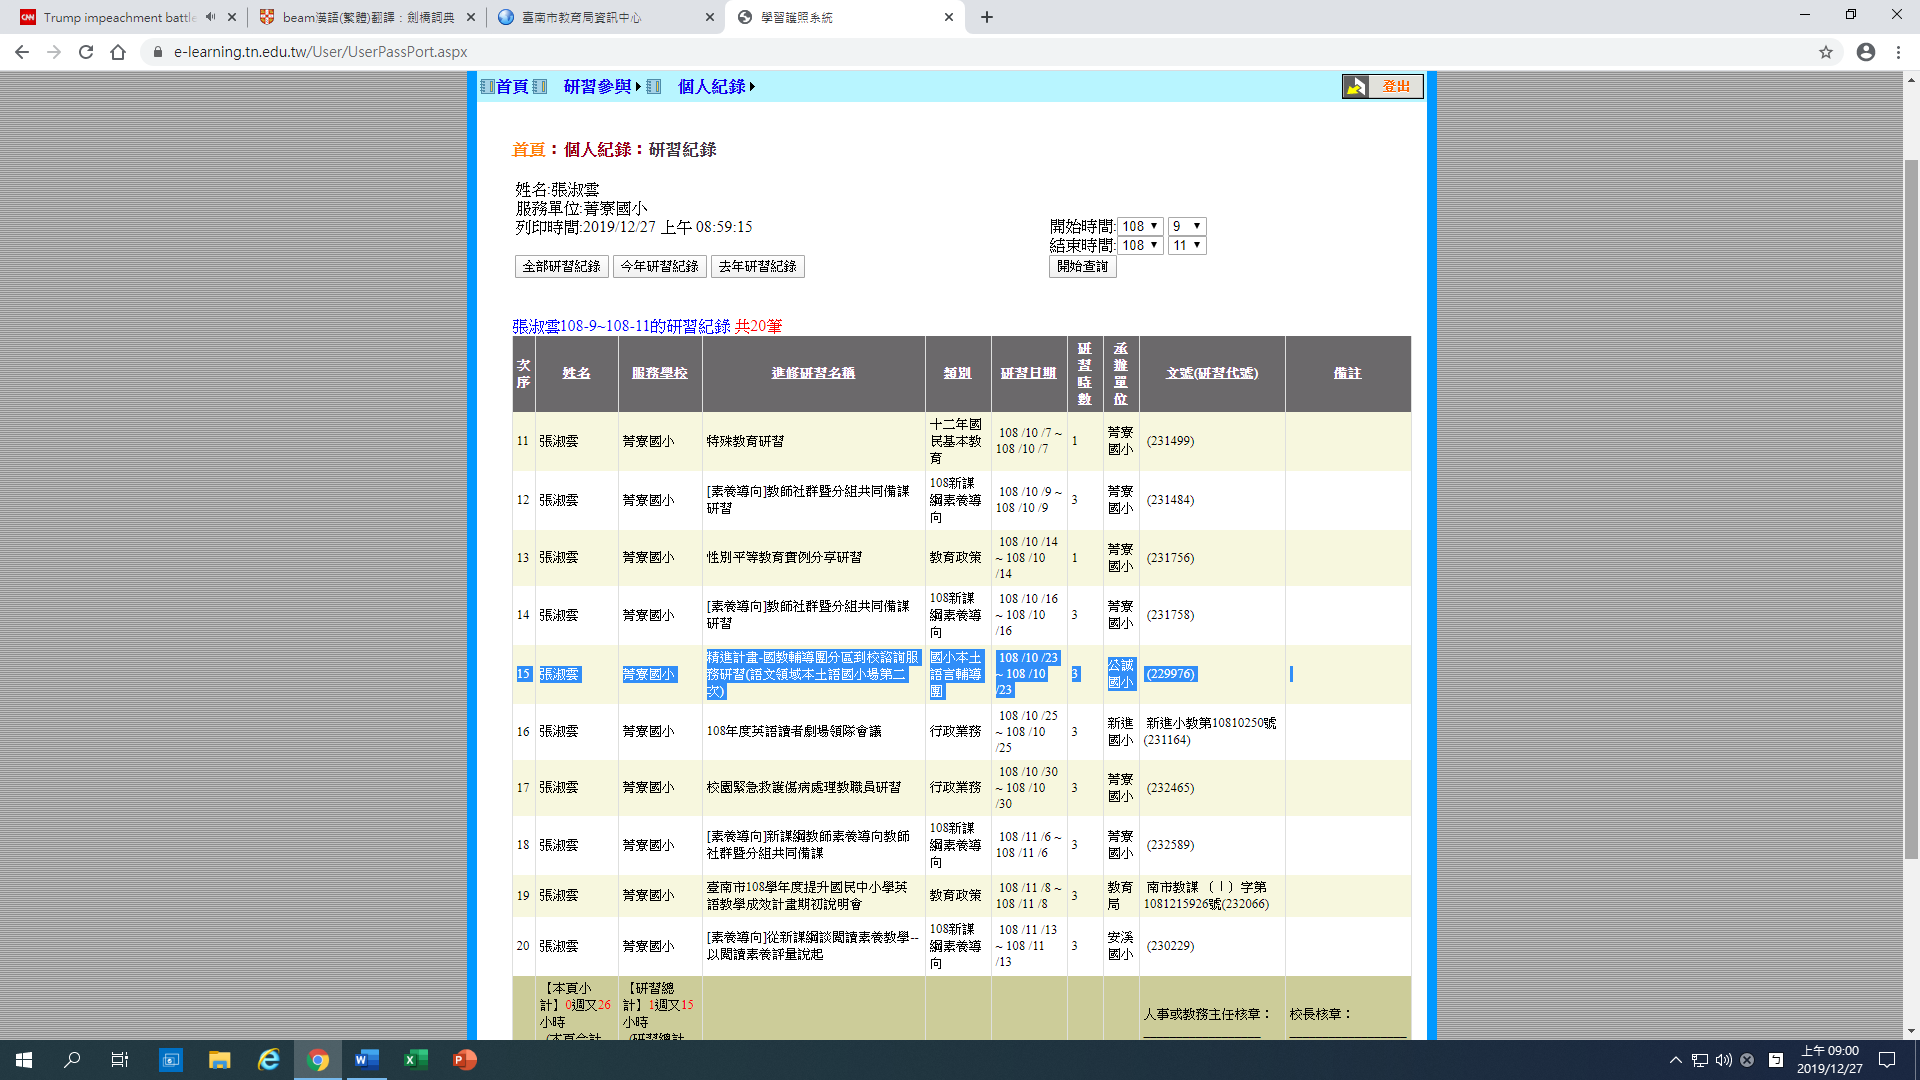 Trump impeachment battle
beam漢語(繁體)翻譯：劍橋詞典
臺南市教育局資訊中心
學習護照系統
e-learning.tn.edu.tw/User/UserPassPort.aspx
首頁 研習參與 個人紀錄 登出
首頁：個人紀錄：研習紀錄
姓名:張淑雲
服務單位:菁寮國小
列印時間:2019/12/27 上午 08:59:15
開始時間: 108 9
結束時間: 108 11
全部研習紀錄 今年研習紀錄 去年研習紀錄 開始查詢
張淑雲108-9~108-11的研習紀錄 共20筆
次序 姓名 服務學校 進修研習名稱 類別 研習日期 研習時數 承辦單位 文號(研習代號) 備註
11 張淑雲 菁寮國小 特殊教育研習 十二年國民基本教育 108 /10 /7 ~ 108 /10 /7 1 菁寮國小 (231499)
12 張淑雲 菁寮國小 [素養導向]教師社群暨分組共同備課研習 108新課綱素養導向 108 /10 /9 ~ 108 /10 /9 3 菁寮國小 (231484)
13 張淑雲 菁寮國小 性別平等教育實例分享研習 教育政策 108 /10 /14 ~ 108 /10 /14 1 菁寮國小 (231756)
14 張淑雲 菁寮國小 [素養導向]教師社群暨分組共同備課研習 108新課綱素養導向 108 /10 /16 ~ 108 /10 /16 3 菁寮國小 (231758)
15 張淑雲 菁寮國小 精進計畫-國教輔導團分區到校諮詢服務研習(語文領域本土語國小場第二次) 國小本土語言輔導團 108 /10 /23 ~ 108 /10 /23 3 公誠國小 (229976)
16 張淑雲 菁寮國小 108年度英語讀者劇場領隊會議 行政業務 108 /10 /25 ~ 108 /10 /25 3 新進國小 新進小教第10810250號(231164)
17 張淑雲 菁寮國小 校園緊急救護傷病處理教職員研習 行政業務 108 /10 /30 ~ 108 /10 /30 3 菁寮國小 (232465)
18 張淑雲 菁寮國小 [素養導向]新課綱教師素養導向教師社群暨分組共同備課 108新課綱素養導向 108 /11 /6 ~ 108 /11 /6 3 菁寮國小 (232589)
19 張淑雲 菁寮國小 臺南市108學年度提升國民中小學英語教學成效計畫期初說明會 教育政策 108 /11 /8 ~ 108 /11 /8 3 教育局 南市教課（ㄧ）字第1081215926號(232066)
20 張淑雲 菁寮國小 [素養導向]從新課綱談閱讀素養教學--以閱讀素養評量說起 108新課綱素養導向 108 /11 /13 ~ 108 /11 /13 3 安溪國小 (230229)
【本頁小計】0週又26小時
【研習總計】1週又15小時
人事或教務主任核章： 校長核章：
上午 09:00
2019/12/27